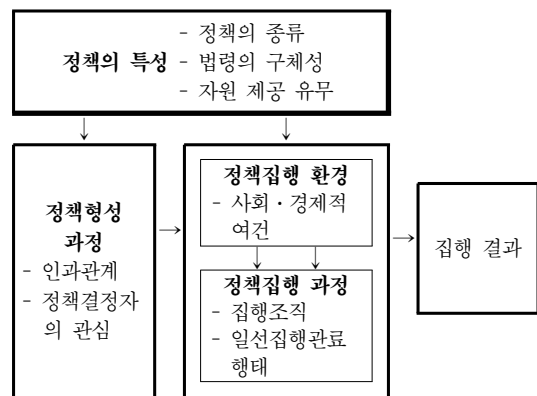 정책의 특성
- 정책의 종류
- 법령의 구체성
- 자원 제공 유무
정책형성
과정
- 인과관계
- 정책결정자
의 관심
정책집행 환경
- 사회·경제적
여건
정책집행 과정
- 집행조직
- 일선집행관료
행태
집행 결과